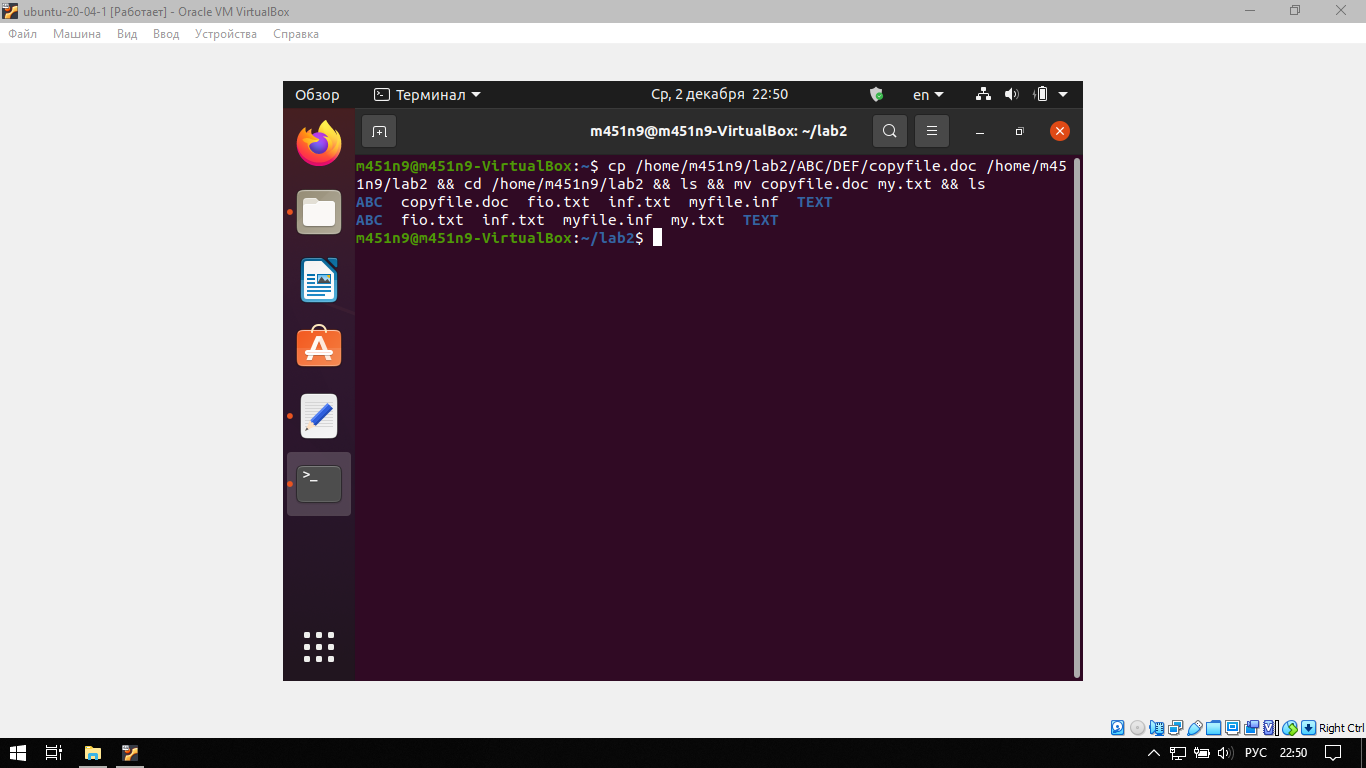 ubuntu-20-04-1 [Работает] - Oracle VM VirtualBox
Файл Машина Вид Ввод Устройства Справка
Обзор Терминал Ср, 2 декабря 22:50 en
m451n9@m451n9-VirtualBox: ~/lab2
m451n9@m451n9-VirtualBox:~$ cp /home/m451n9/lab2/ABC/DEF/copyfile.doc /home/m45
1n9/lab2 && cd /home/m451n9/lab2 && ls && mv copyfile.doc my.txt && ls
ABC copyfile.doc fio.txt inf.txt myfile.inf TEXT
ABC fio.txt inf.txt myfile.inf my.txt TEXT
m451n9@m451n9-VirtualBox:~/lab2$
>_
Right Ctrl
РУС 22:50